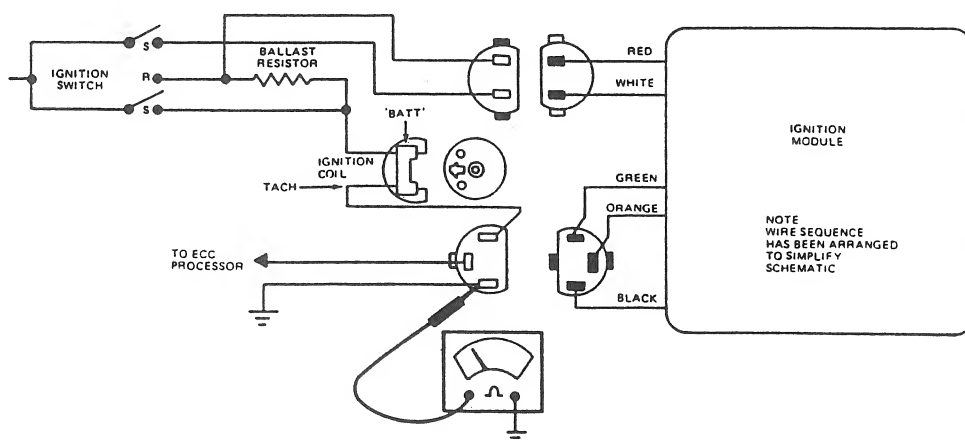 IGNITION
SWITCH
S
R
S
BALLAST
RESISTOR
'BATT'
IGNITION
COIL
TACH
TO ECC
PROCESSOR
RED
WHITE
GREEN
ORANGE
BLACK
IGNITION
MODULE
NOTE
WIRE SEQUENCE
HAS BEEN ARRANGED
TO SIMPLIFY
SCHEMATIC
Ω